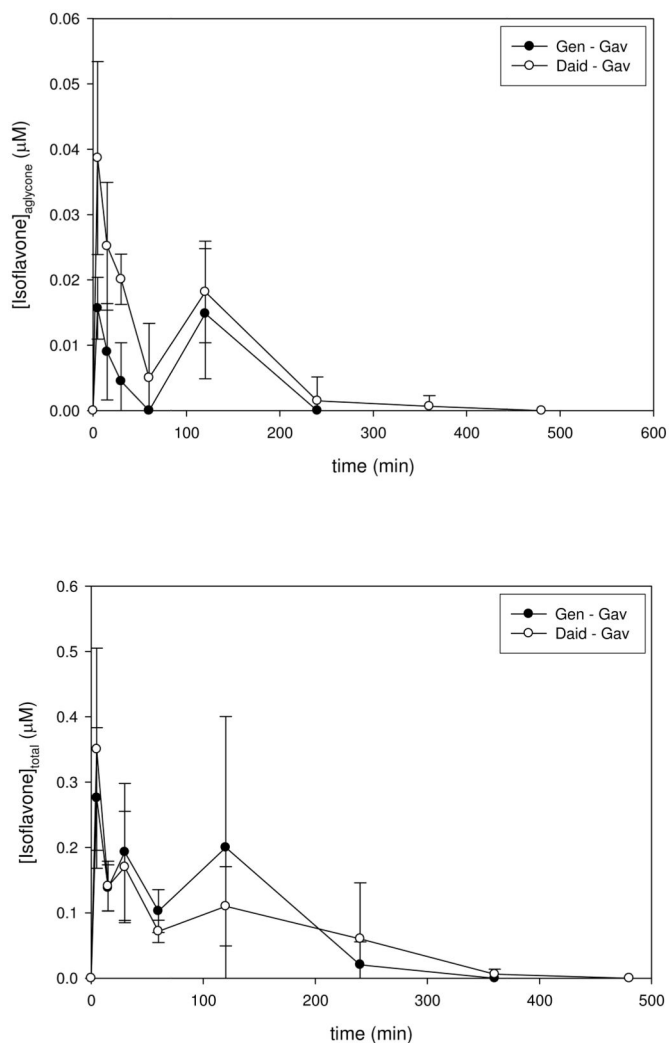 0.06
0.05
0.04
0.03
0.02
0.01
0.00
[Isoflavone]aglycone (μM)
Gen - Gav
Daid - Gav
0 100 200 300 400 500 600
time (min)
0.6
0.5
0.4
0.3
0.2
0.1
0.0
[Isoflavone]total (μM)
Gen - Gav
Daid - Gav
0 100 200 300 400 500
time (min)